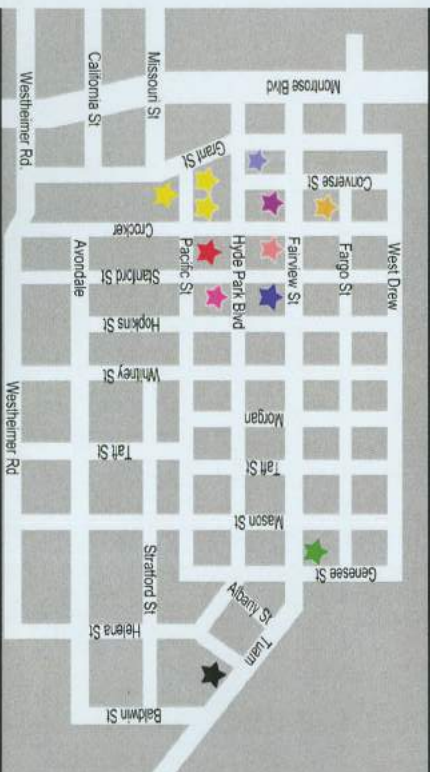 Westheimer Rd.
California St
Missouri St
Montrose Blvd
Grant St
Converse St
Crocker
Avondale
Stanford St
Pacific St
Hyde Park Blvd
Fairview St
Fargo St
West Drew
Hopkins St
Whitney St
Westheimer Rd
Taft St
Morgan
Taft St
Mason St
Stratford St
Genesee St
Albany St
Helena St
Tuam
Baldwin St